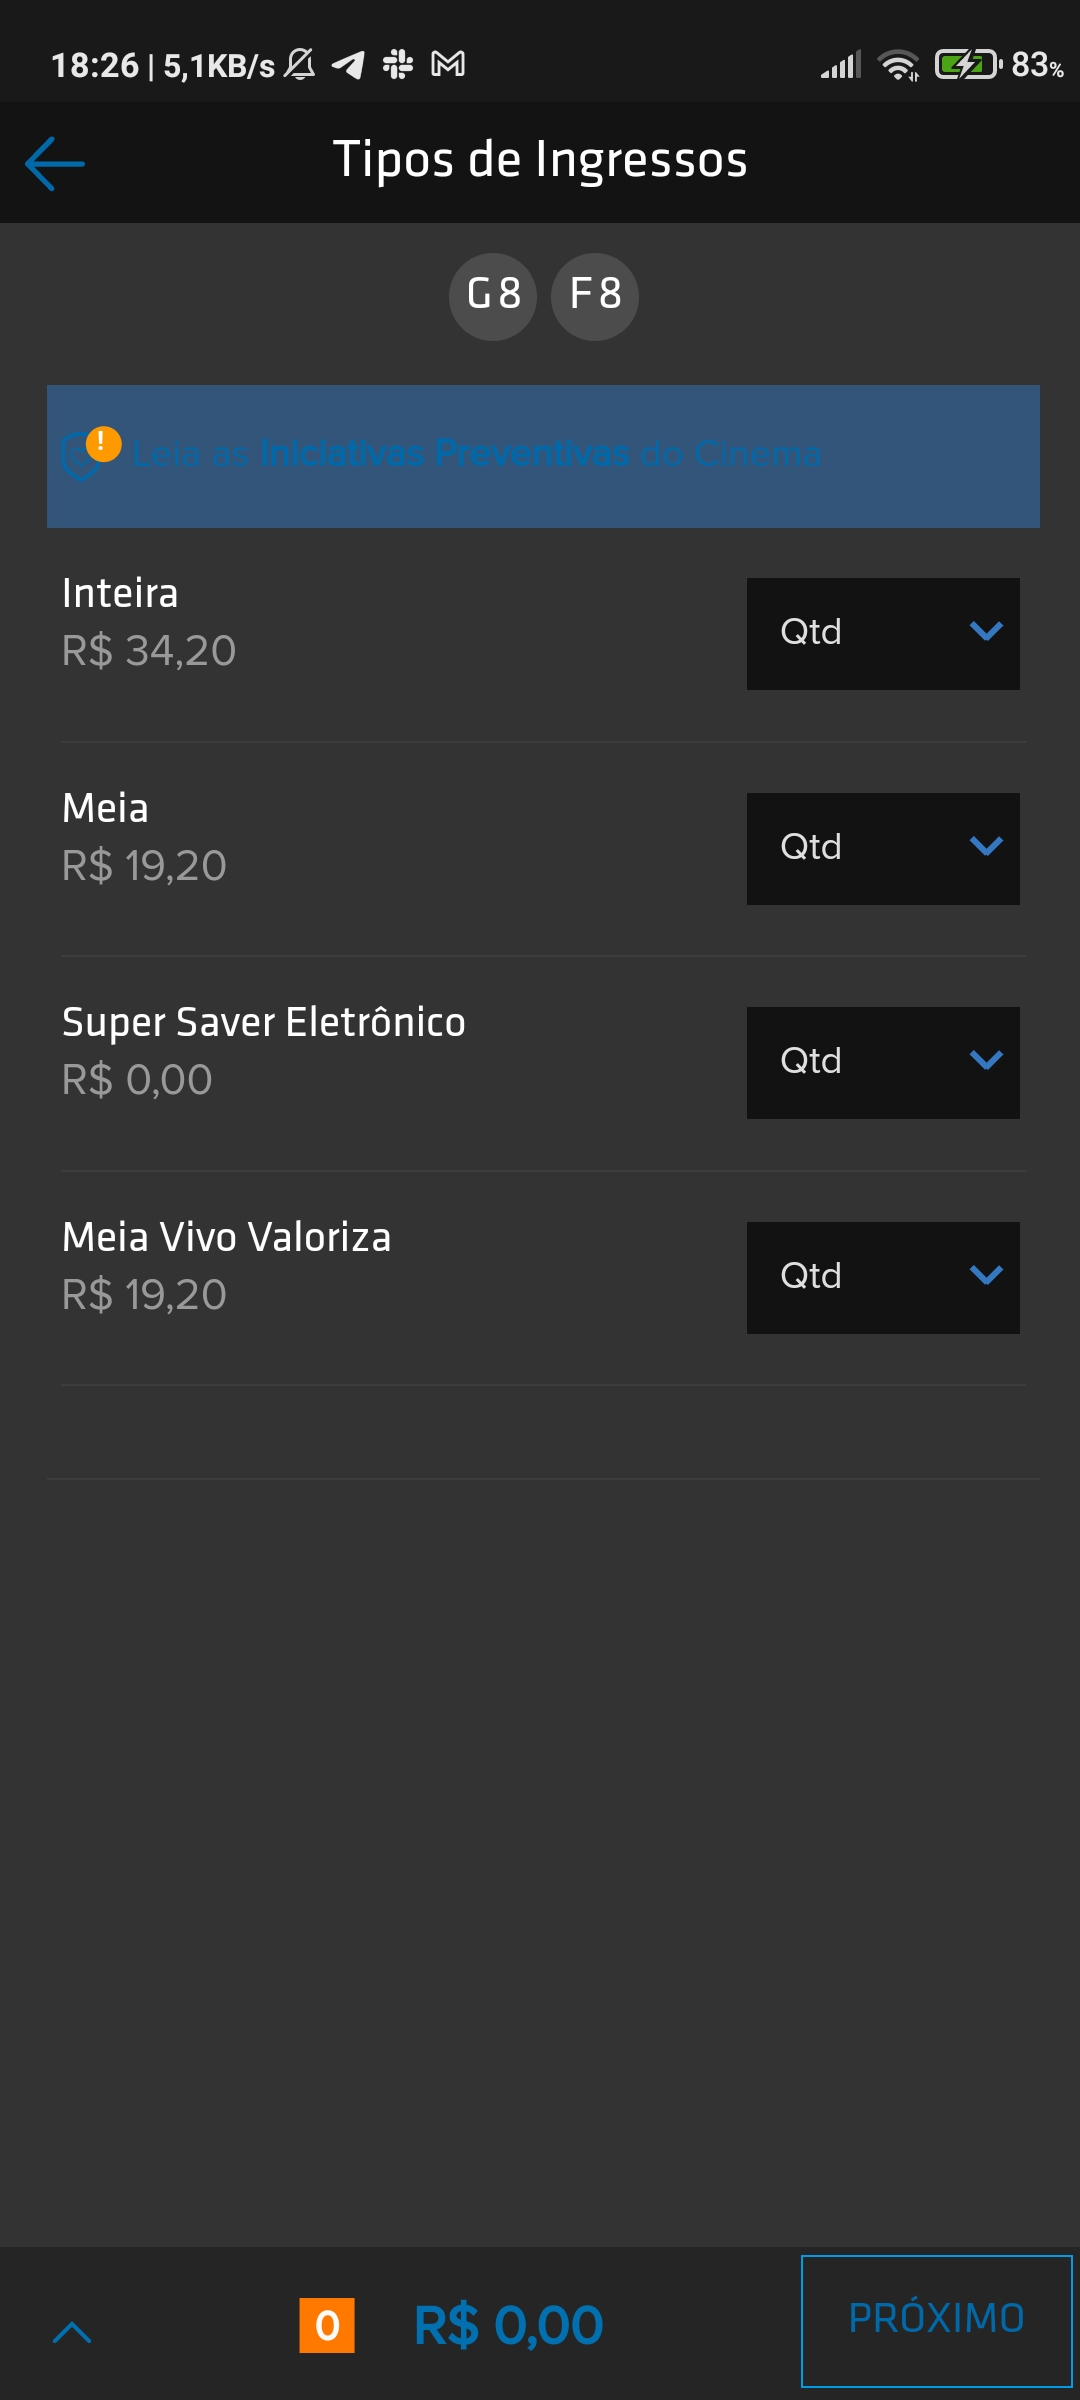 18:26 | 5,1KB/s
83%
Tipos de Ingressos
G8 F8
! Leia as Iniciativas Preventivas do Cinema
Inteira
R$ 34,20
Qtd
Meia
R$ 19,20
Qtd
Super Saver Eletrônico
R$ 0,00
Qtd
Meia Vivo Valoriza
R$ 19,20
Qtd
0 R$ 0,00 PRÓXIMO